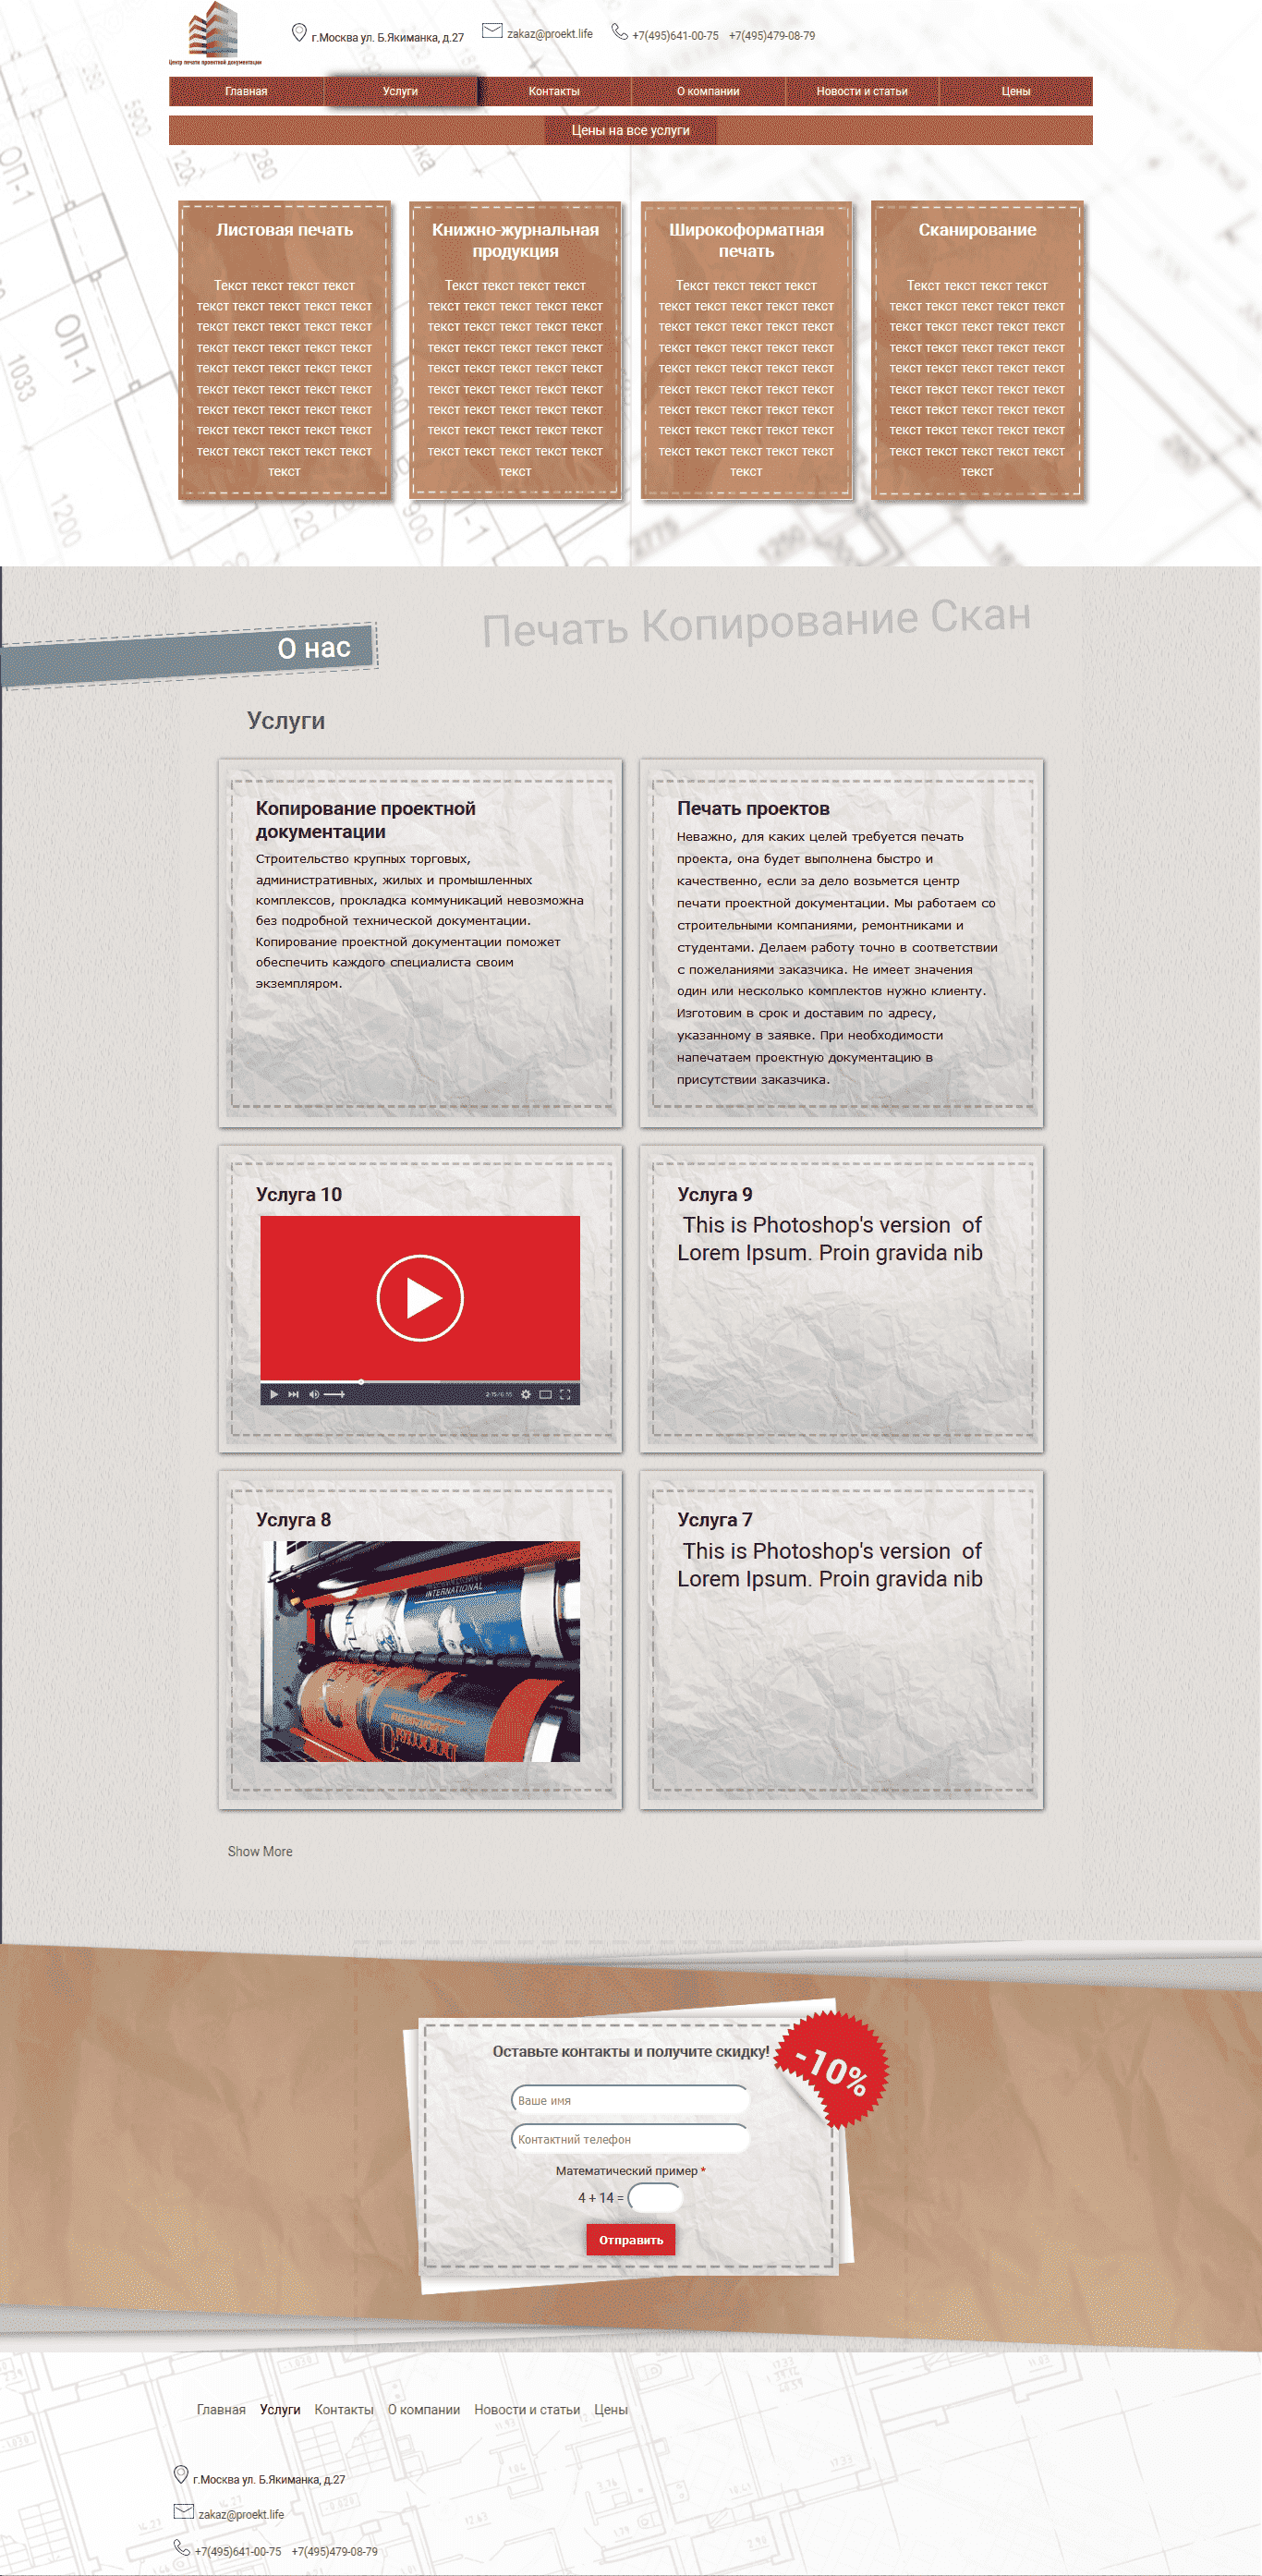 Центр печати проектной документации
г.Москва ул. Б.Якиманка, д.27
zakaz@proekt.life
+7(495)641-00-75 +7(495)479-08-79
Главная Услуги Контакты О компании Новости и статьи Цены
Цены на все услуги
Листовая печать
Текст текст текст текст
текст текст текст текст текст
текст текст текст текст текст
текст текст текст текст текст
текст текст текст текст текст
текст текст текст текст текст
текст текст текст текст текст
текст текст текст текст текст
текст текст текст текст текст
текст
Книжно-журнальная
продукция
Текст текст текст текст
текст текст текст текст текст
текст текст текст текст текст
текст текст текст текст текст
текст текст текст текст текст
текст текст текст текст текст
текст текст текст текст текст
текст текст текст текст текст
текст текст текст текст текст
текст
Широкоформатная
печать
Текст текст текст текст
текст текст текст текст текст
текст текст текст текст текст
текст текст текст текст текст
текст текст текст текст текст
текст текст текст текст текст
текст текст текст текст текст
текст текст текст текст текст
текст текст текст текст текст
текст
Сканирование
Текст текст текст текст
текст текст текст текст текст
текст текст текст текст текст
текст текст текст текст текст
текст текст текст текст текст
текст текст текст текст текст
текст текст текст текст текст
текст текст текст текст текст
текст текст текст текст текст
текст
Печать Копирование Скан
О нас
Услуги
Копирование проектной
документации
Строительство крупных торговых,
административных, жилых и промышленных
комплексов, прокладка коммуникаций невозможна
без подробной технической документации.
Копирование проектной документации поможет
обеспечить каждого специалиста своим
экземпляром.
Печать проектов
Неважно, для каких целей требуется печать
проекта, она будет выполнена быстро и
качественно, если за дело возьмется центр
печати проектной документации. Мы работаем со
строительными компаниями, ремонтниками и
студентами. Делаем работу точно в соответствии
с пожеланиями заказчика. Не имеет значения
один или несколько комплектов нужно клиенту.
Изготовим в срок и доставим по адресу,
указанному в заявке. При необходимости
напечатаем проектную документацию в
присутствии заказчика.
Услуга 10
Услуга 9
This is Photoshop's version of
Lorem Ipsum. Proin gravida nib
Услуга 8
INTERNATIONAL
Услуга 7
This is Photoshop's version of
Lorem Ipsum. Proin gravida nib
Show More
Оставьте контакты и получите скидку!
-10%
Ваше имя
Контактний телефон
Математический пример *
4 + 14 =
Отправить
Главная Услуги Контакты О компании Новости и статьи Цены
г.Москва ул. Б.Якиманка, д.27
zakaz@proekt.life
+7(495)641-00-75 +7(495)479-08-79